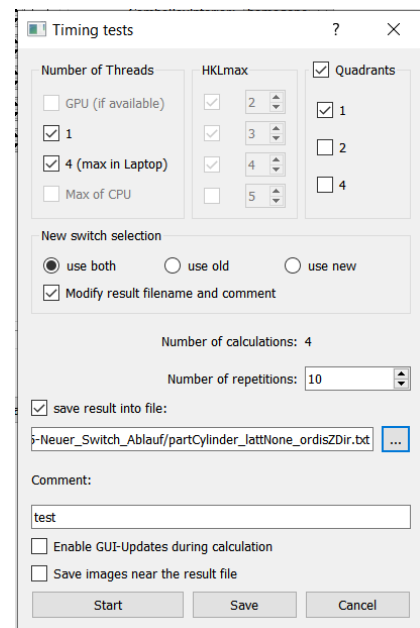 Timing tests ? ×
Number of Threads
GPU (if available)
1
4 (max in Laptop)
Max of CPU
HKLmax
2
3
4
5
Quadrants
1
2
4
New switch selection
use both use old use new
Modify result filename and comment
Number of calculations: 4
Number of repetitions: 10
save result into file:
5-Neuer_Switch_Ablauf/partCylinder_lattNone_ordisZDir.txt ...
Comment:
test
Enable GUI-Updates during calculation
Save images near the result file
Start Save Cancel